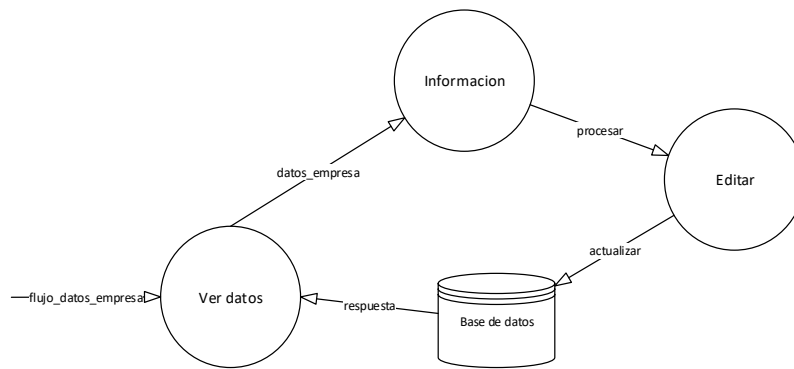 Informacion
procesar
Editar
datos_empresa
actualizar
flujo_datos_empresa
Ver datos
respuesta
Base de datos